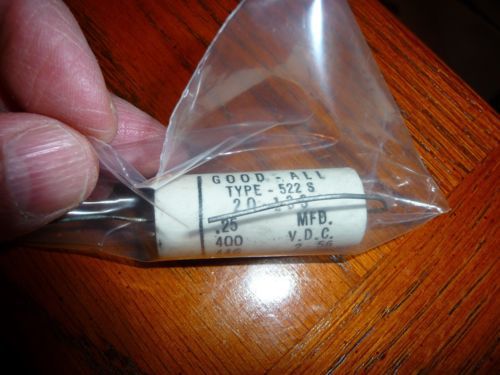 GOOD-ALL
TYPE-522 S
.25 MFD.
400 V.D.C.